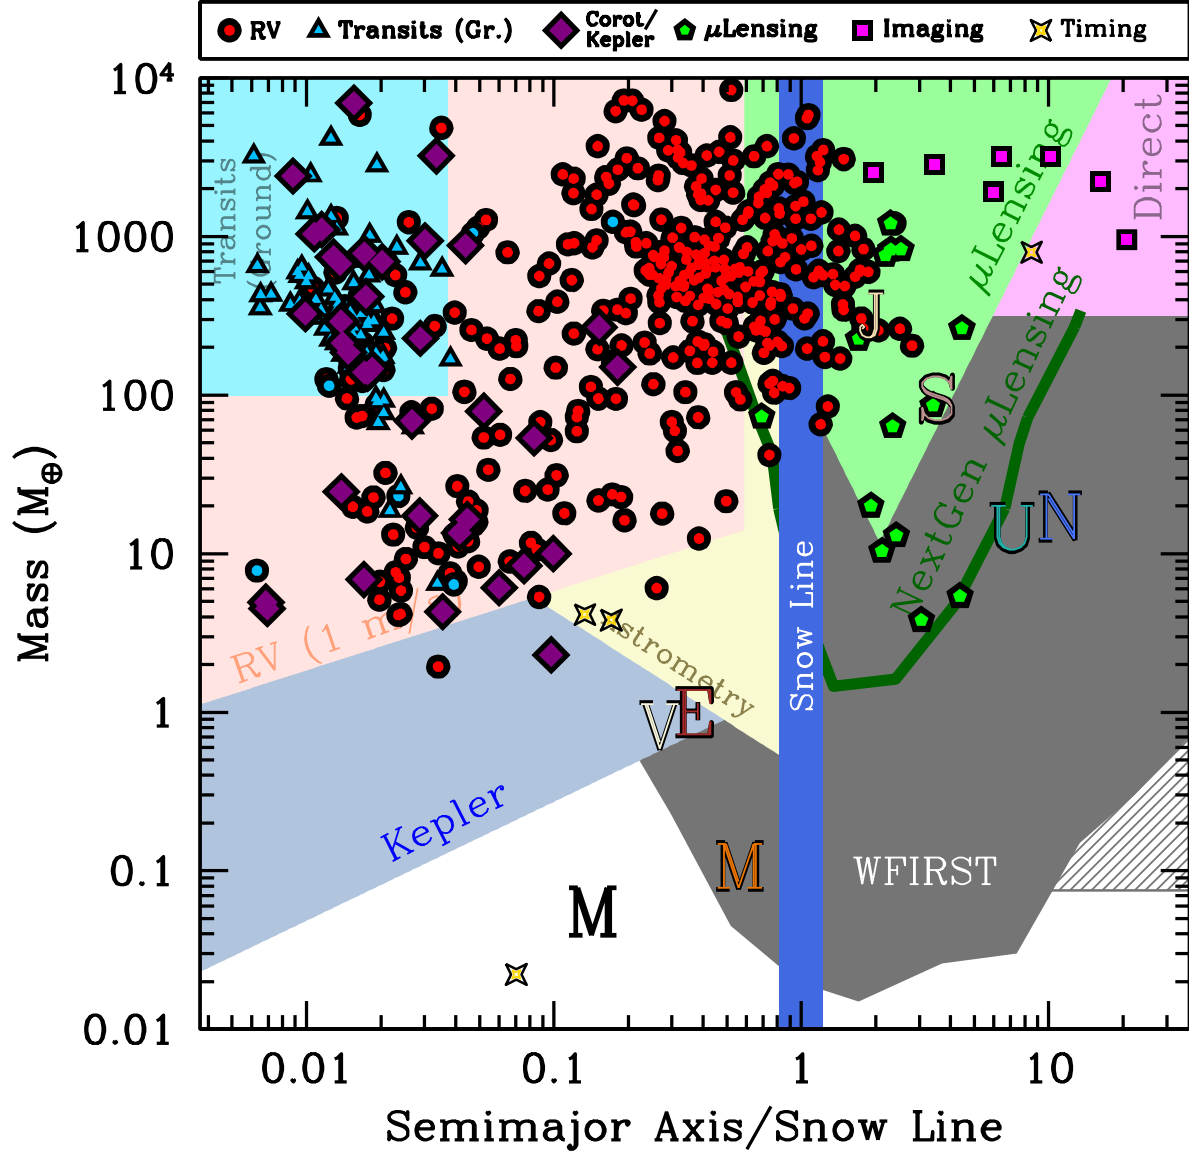 RV Transits (Gr.) Corot/
Kepler μLensing Imaging Timing
10⁴
1000
100
10
1
0.1
0.01
Mass (M⊕)
Transits
(Ground)
μLensing
Direct
NextGen μLensing
J
S
U
N
RV (1 m/s)
Astrometry
Snow Line
V
E
Kepler
M
M
WFIRST
0.01 0.1 1 10
Semimajor Axis/Snow Line